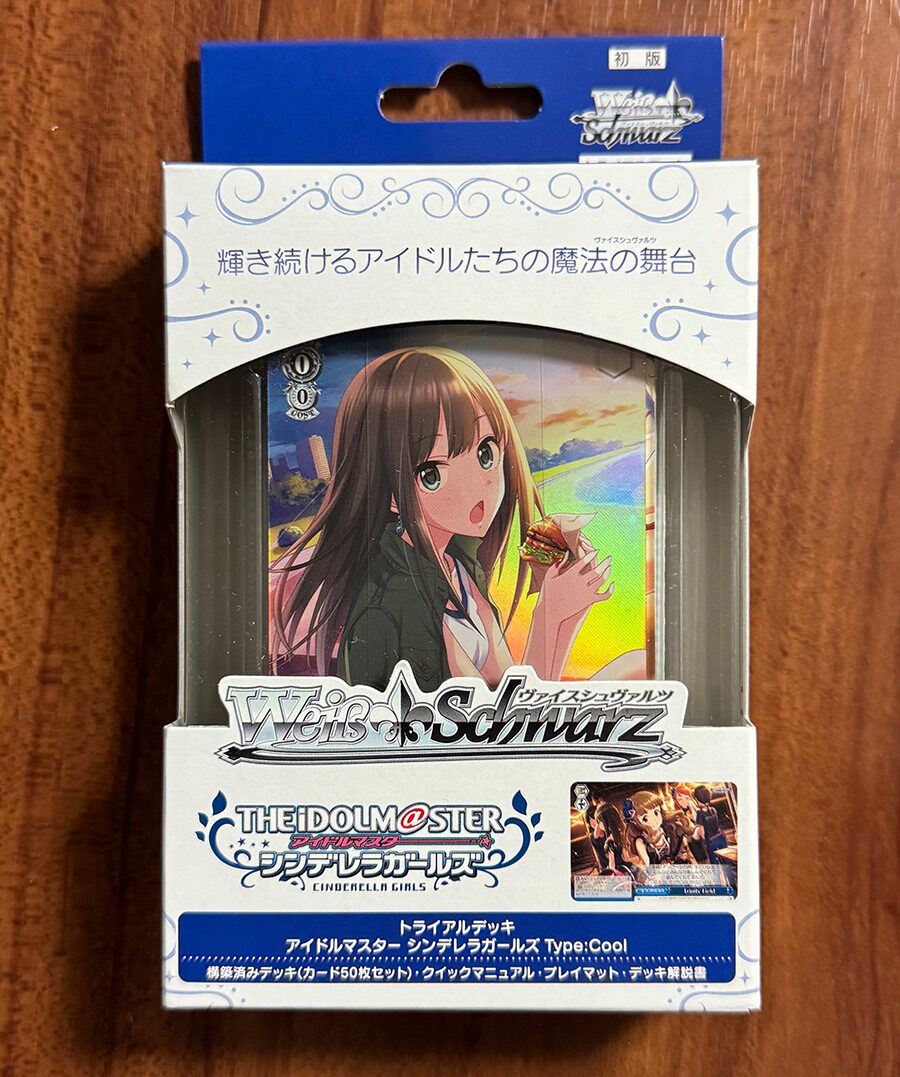 初版
Weiß Schwarz
ヴァイスシュヴァルツ
輝き続けるアイドルたちの魔法の舞台
0
0
COST
ヴァイスシュヴァルツ
Weiß Schwarz
THE iDOLM@STER
アイドルマスター
シンデレラガールズ
CINDERELLA GIRLS
Trinity Field
トライアルデッキ
アイドルマスター シンデレラガールズ Type:Cool
構築済みデッキ(カード50枚セット)・クイックマニュアル・プレイマット・デッキ解説書